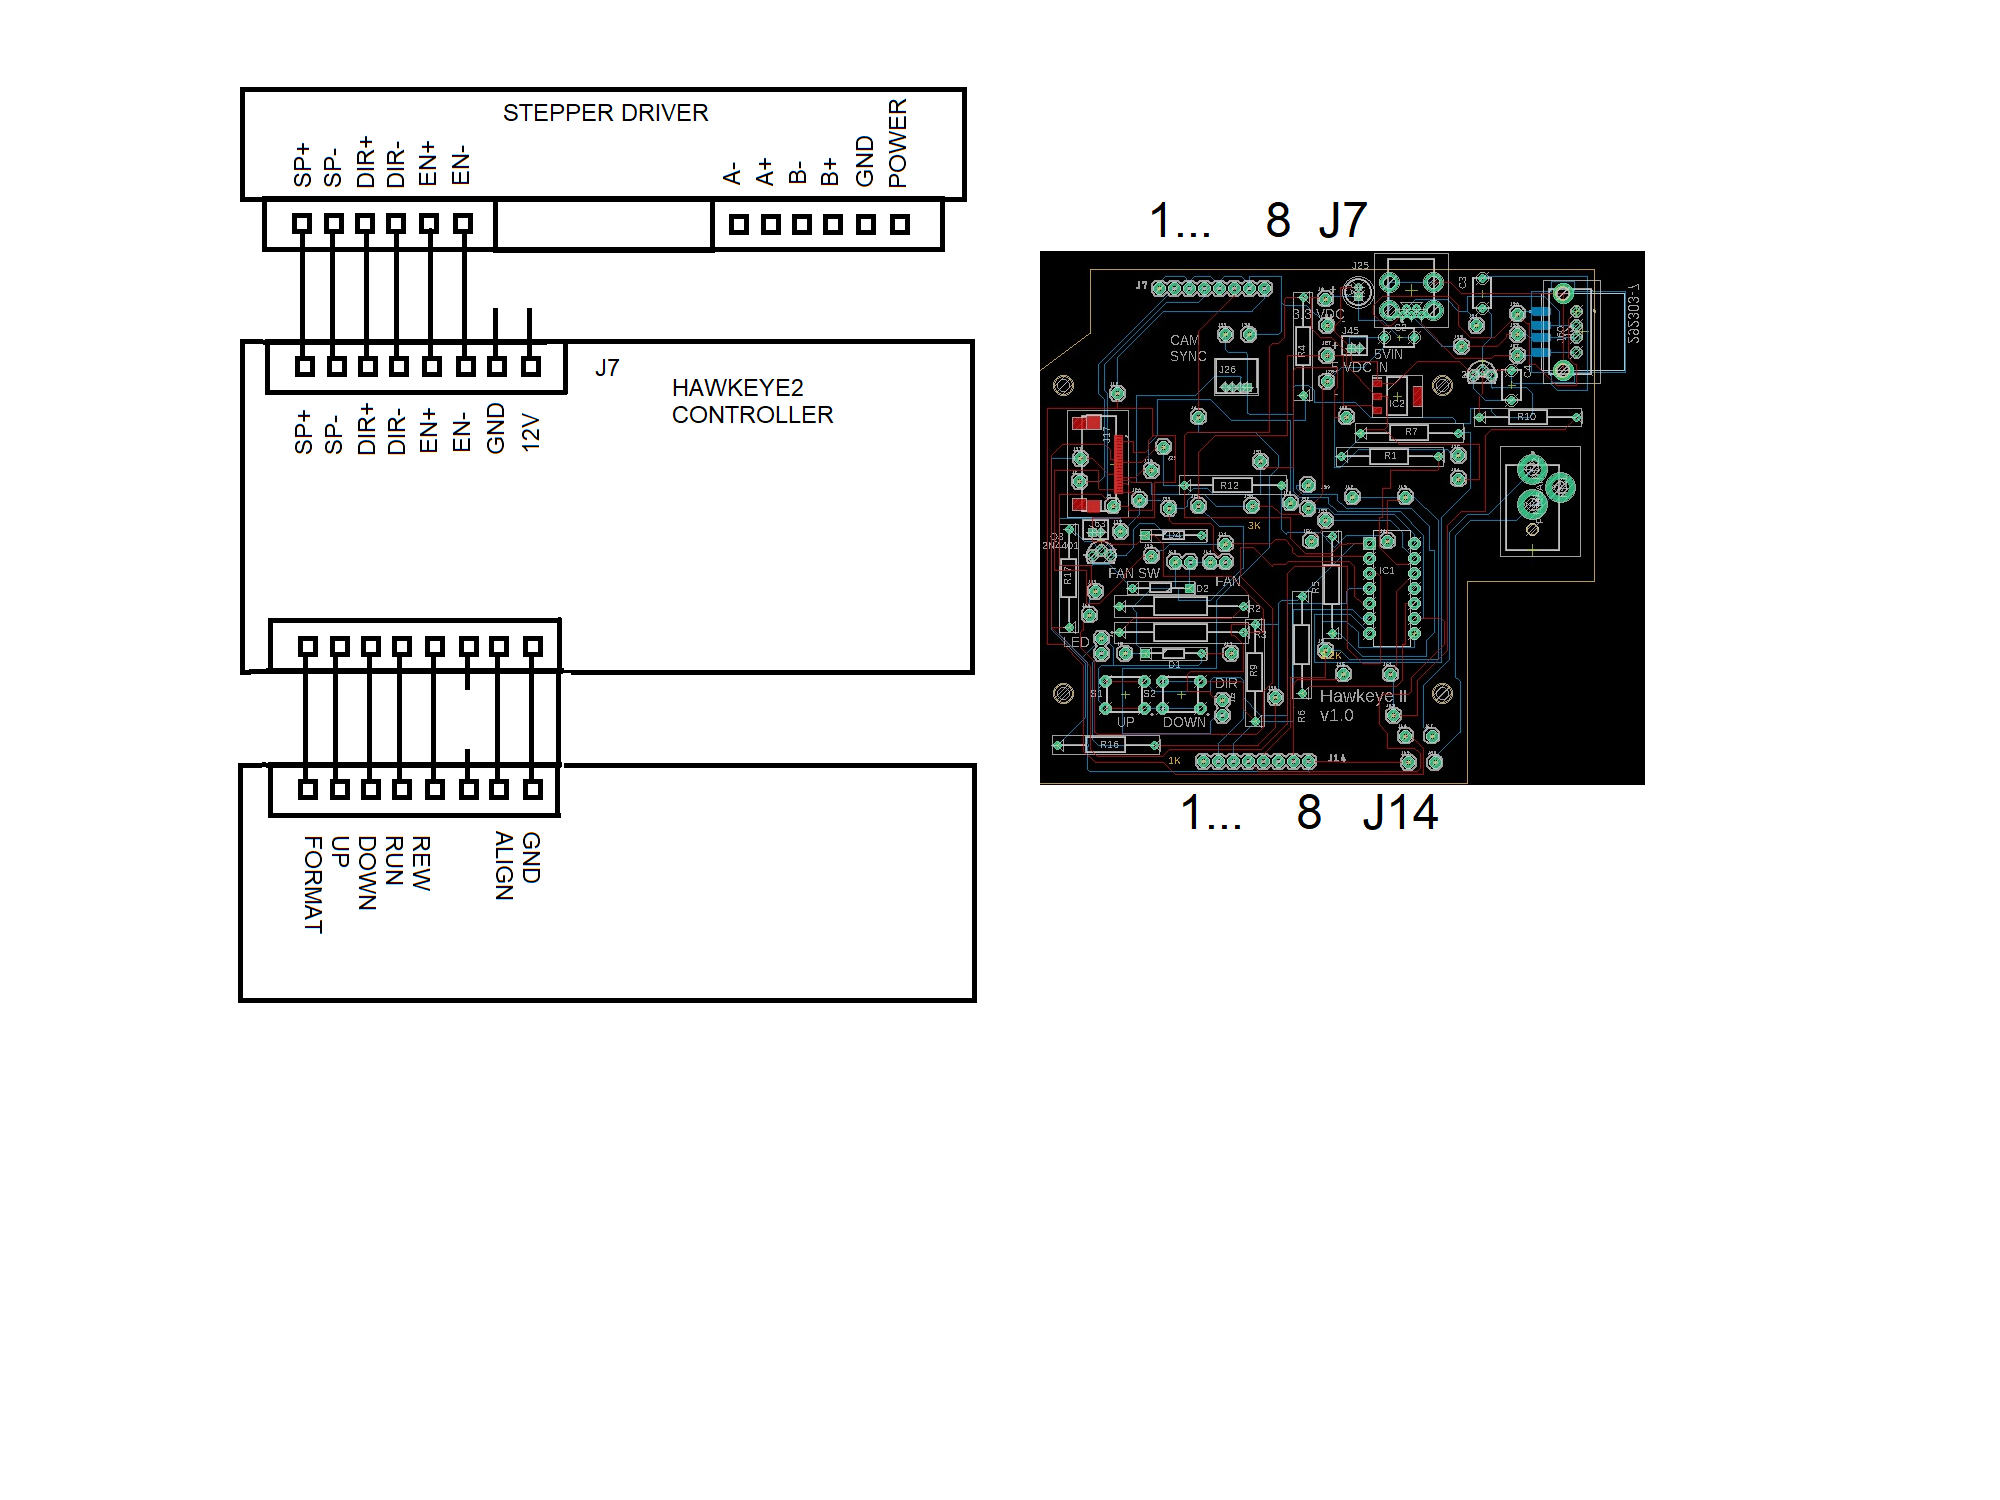 STEPPER DRIVER
SP+
SP-
DIR+
DIR-
EN+
EN-
A-
A+
B-
B+
GND
POWER
J7
HAWKEYE2
CONTROLLER
SP+
SP-
DIR+
DIR-
EN+
EN-
GND
12V
FORMAT
UP
DOWN
RUN
REW
ALIGN
GND
1... 8 J7
J7
J25
C3
292303-7
3.3 VDC
CAM
SYNC
R4
J45
5VIN
VDC IN
J26
IC2
R10
R7
R1
J17
R12
3K
J63
2N4401
FAN SW
FAN
D2
R17
R2
R5
IC1
LED
D1
R9
S1
S2
DIR
UP
DOWN
R6
Hawkeye II
v1.0
R16
1K
J14
1... 8 J14